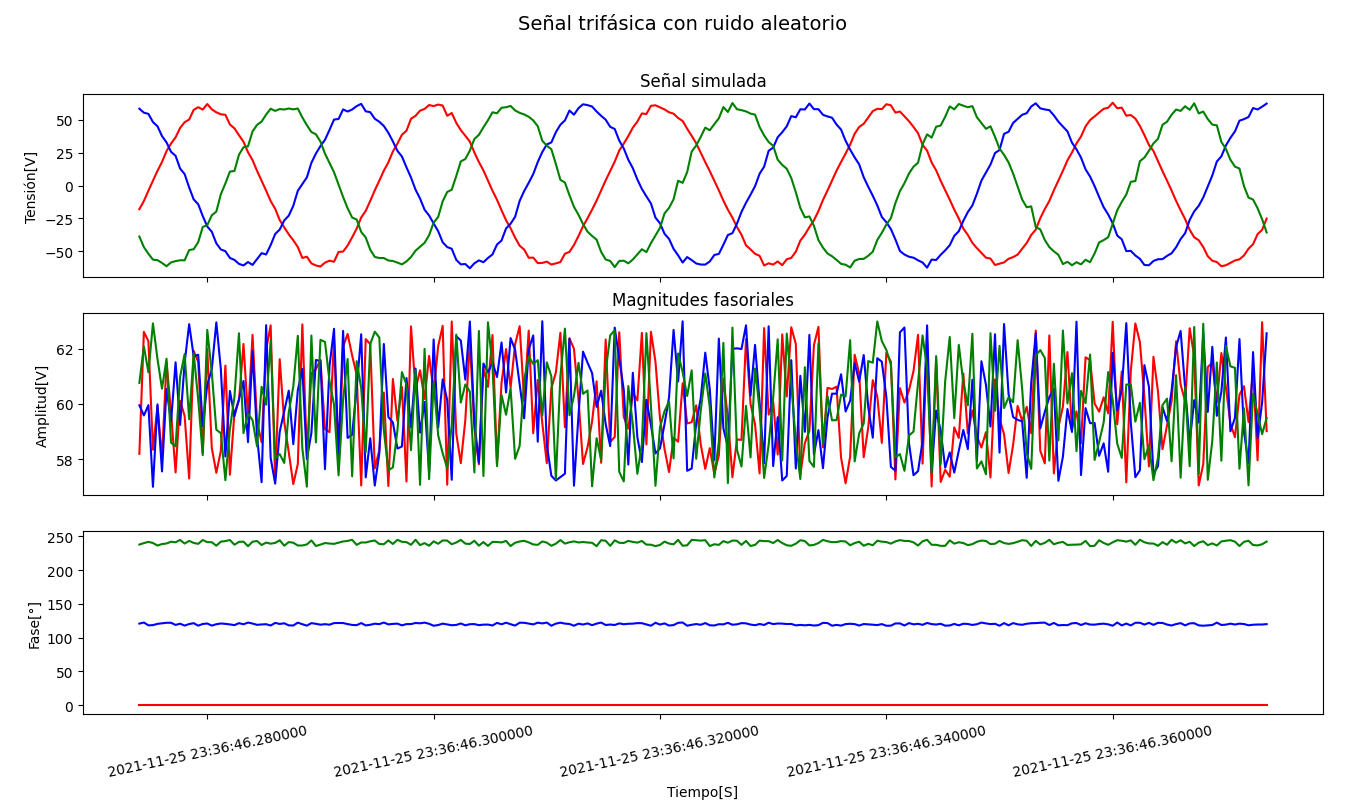 Señal trifásica con ruido aleatorio
Señal simulada
Tensión[V]
50
25
0
−25
−50
Magnitudes fasoriales
Amplitud[V]
62
60
58
Fase[°]
250
200
150
100
50
0
2021-11-25 23:36:46.280000
2021-11-25 23:36:46.300000
2021-11-25 23:36:46.320000
2021-11-25 23:36:46.340000
2021-11-25 23:36:46.360000
Tiempo[S]